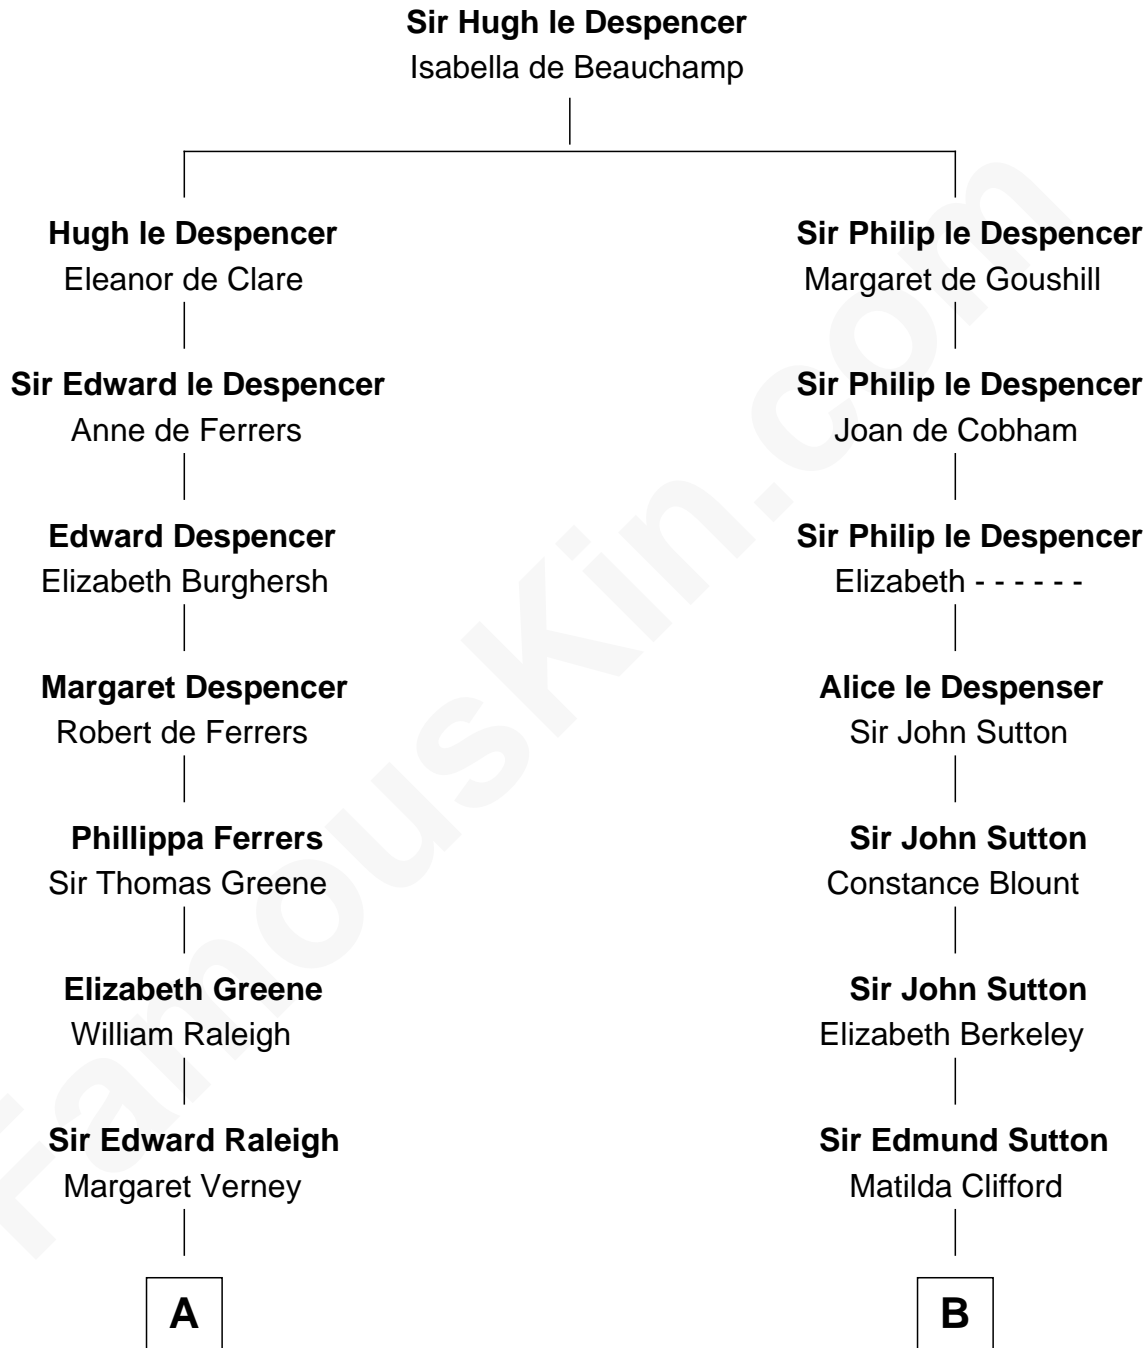 Sir Hugh le Despencer
Isabella de Beauchamp
Hugh le Despencer
Eleanor de Clare
Sir Philip le Despencer
Margaret de Goushill
Sir Edward le Despencer
Anne de Ferrers
Sir Philip le Despencer
Joan de Cobham
Edward Despencer
Elizabeth Burghersh
Sir Philip le Despencer
Elizabeth - - - - - -
Margaret Despencer
Robert de Ferrers
Alice le Despenser
Sir John Sutton
Phillippa Ferrers
Sir Thomas Greene
Sir John Sutton
Constance Blount
Elizabeth Greene
William Raleigh
Sir John Sutton
Elizabeth Berkeley
Sir Edward Raleigh
Margaret Verney
Sir Edmund Sutton
Matilda Clifford
A
B
FamousKin.com